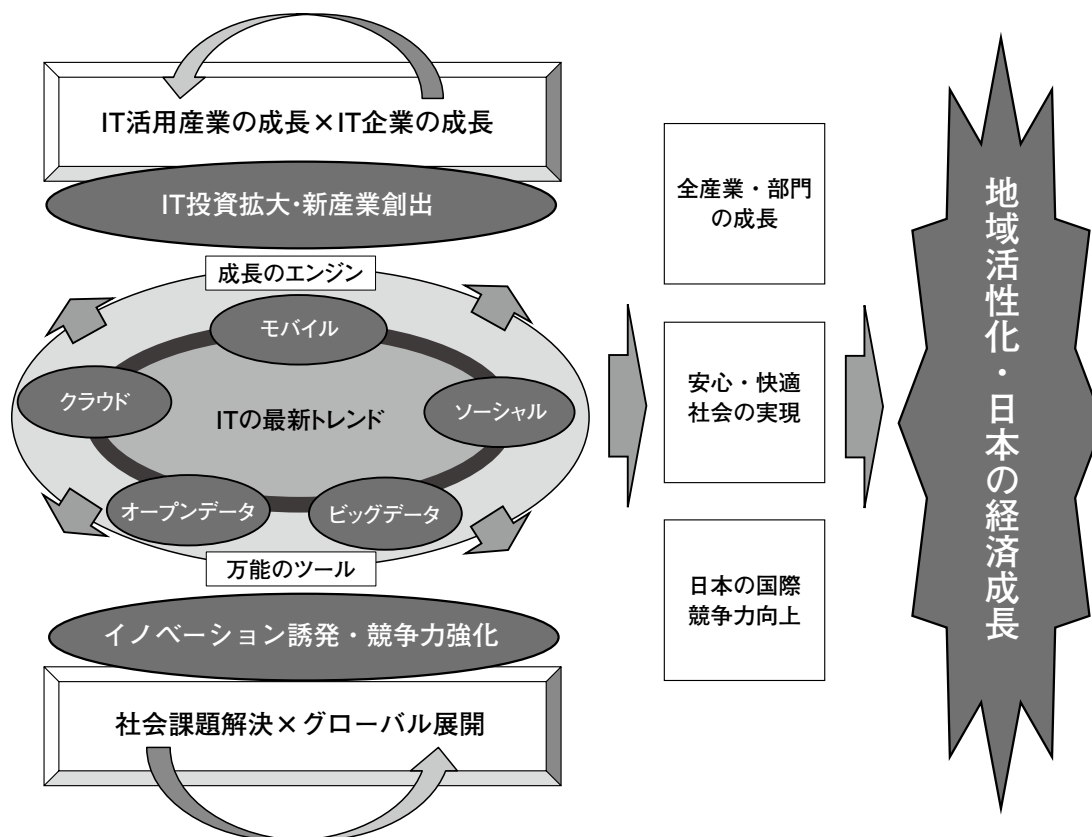 IT活用産業の成長×IT企業の成長
IT投資拡大・新産業創出
成長のエンジン
モバイル
クラウド
ITの最新トレンド
ソーシャル
オープンデータ
ビッグデータ
万能のツール
イノベーション誘発・競争力強化
社会課題解決×グローバル展開
全産業・部門
の成長
安心・快適
社会の実現
日本の国際
競争力向上
地域活性化・日本の経済成長